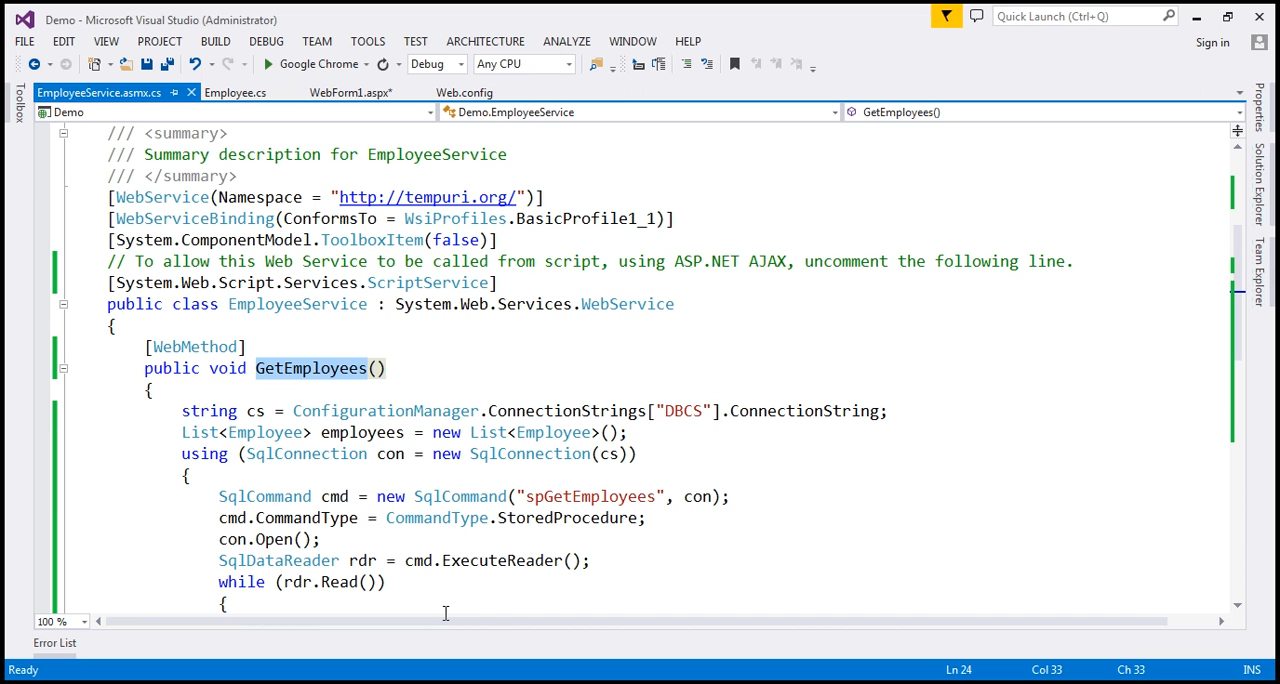 Demo - Microsoft Visual Studio (Administrator)
Quick Launch (Ctrl+Q)
FILE EDIT VIEW PROJECT BUILD DEBUG TEAM TOOLS TEST ARCHITECTURE ANALYZE WINDOW HELP
Sign in
Google Chrome Debug Any CPU
Toolbox
EmployeeService.asmx.cs Employee.cs WebForm1.aspx* Web.config
Demo Demo.EmployeeService GetEmployees()
/// <summary>
/// Summary description for EmployeeService
/// </summary>
[WebService(Namespace = "http://tempuri.org/")]
[WebServiceBinding(ConformsTo = WsiProfiles.BasicProfile1_1)]
[System.ComponentModel.ToolboxItem(false)]
// To allow this Web Service to be called from script, using ASP.NET AJAX, uncomment the following line.
[System.Web.Script.Services.ScriptService]
public class EmployeeService : System.Web.Services.WebService
{
[WebMethod]
public void GetEmployees()
{
string cs = ConfigurationManager.ConnectionStrings["DBCS"].ConnectionString;
List<Employee> employees = new List<Employee>();
using (SqlConnection con = new SqlConnection(cs))
{
SqlCommand cmd = new SqlCommand("spGetEmployees", con);
cmd.CommandType = CommandType.StoredProcedure;
con.Open();
SqlDataReader rdr = cmd.ExecuteReader();
while (rdr.Read())
{
Properties
Solution Explorer
Team Explorer
100 %
Error List
Ready Ln 24 Col 33 Ch 33 INS